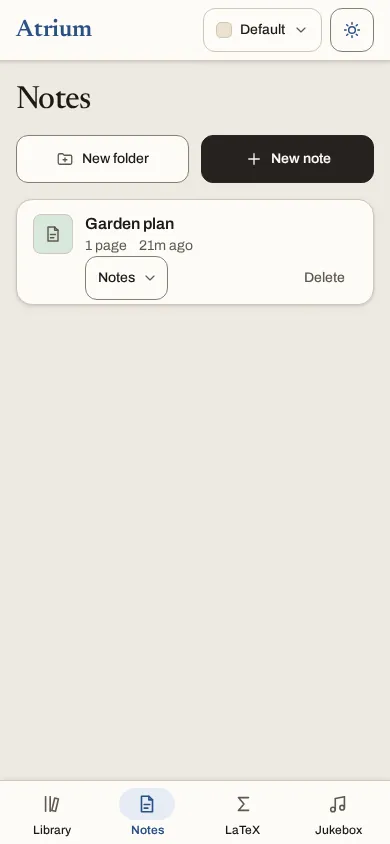 Atrium
Default
Notes
New folder
New note
Garden plan
1 page 21m ago
Notes
Delete
Library
Notes
LaTeX
Jukebox